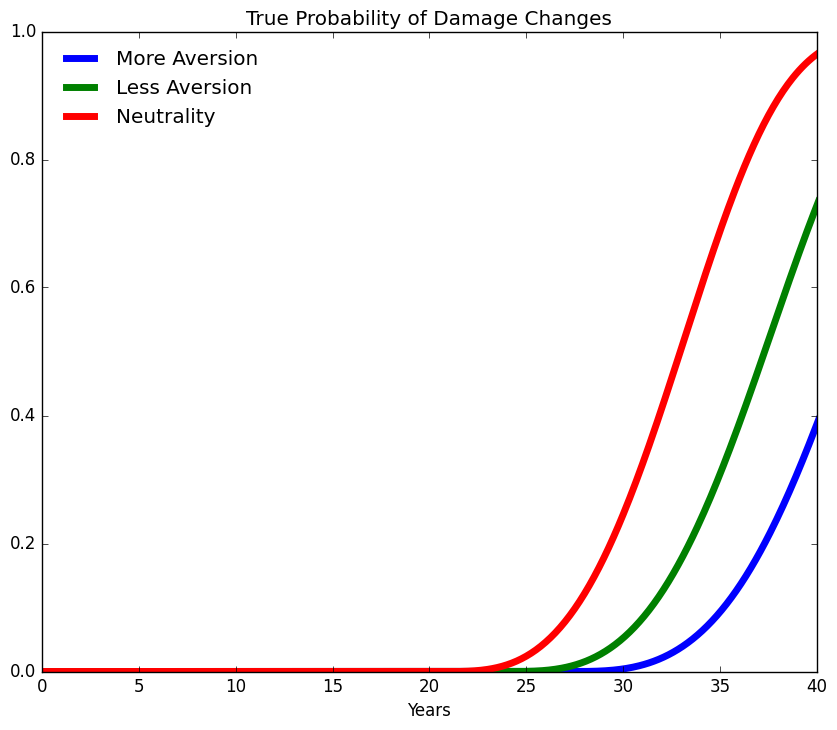 True Probability of Damage Changes
1.0
More Aversion
Less Aversion
Neutrality
0.8
0.6
0.4
0.2
0.0
0 5 10 15 20 25 30 35 40
Years